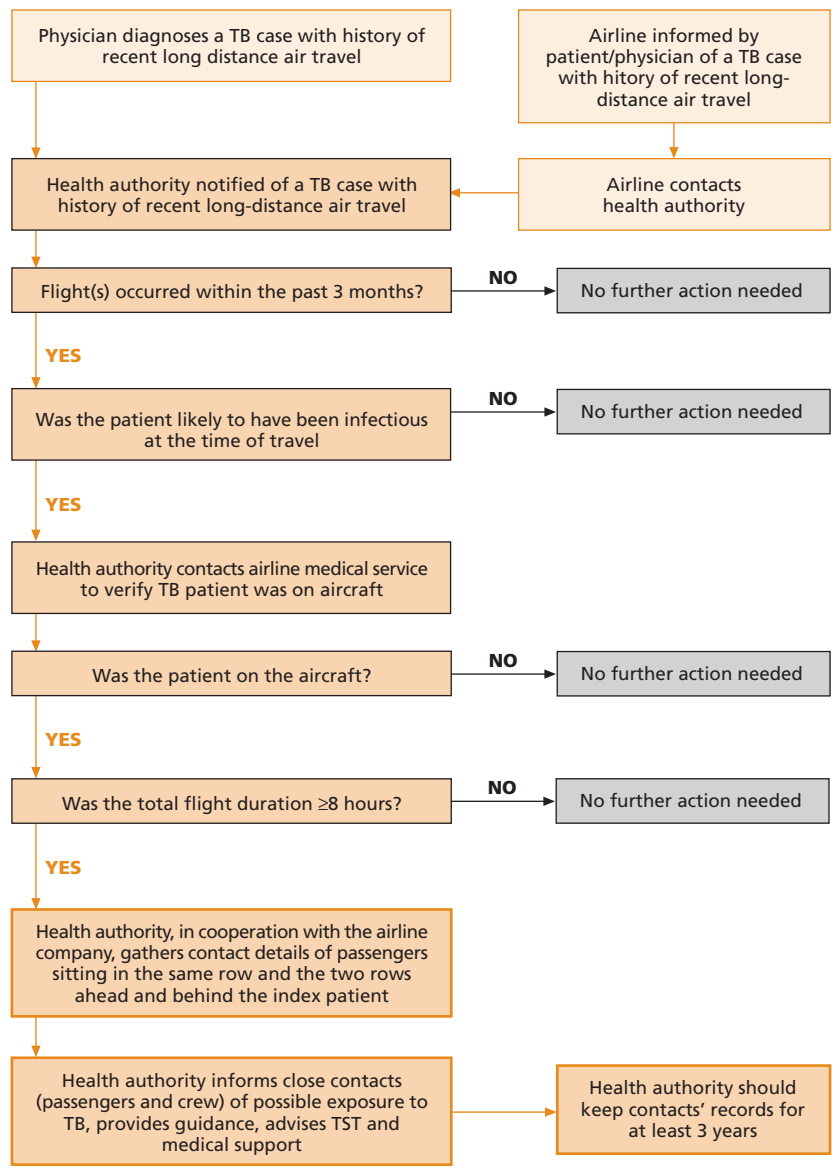 Physician diagnoses a TB case with history of
recent long distance air travel
Airline informed by
patient/physician of a TB case
with hitory of recent long-
distance air travel
Health authority notified of a TB case with
history of recent long-distance air travel
Airline contacts
health authority
Flight(s) occurred within the past 3 months?
NO
No further action needed
YES
Was the patient likely to have been infectious
at the time of travel
NO
No further action needed
YES
Health authority contacts airline medical service
to verify TB patient was on aircraft
Was the patient on the aircraft?
NO
No further action needed
YES
Was the total flight duration ≥8 hours?
NO
No further action needed
YES
Health authority, in cooperation with the airline
company, gathers contact details of passengers
sitting in the same row and the two rows
ahead and behind the index patient
Health authority informs close contacts
(passengers and crew) of possible exposure to
TB, provides guidance, advises TST and
medical support
Health authority should
keep contacts’ records for
at least 3 years